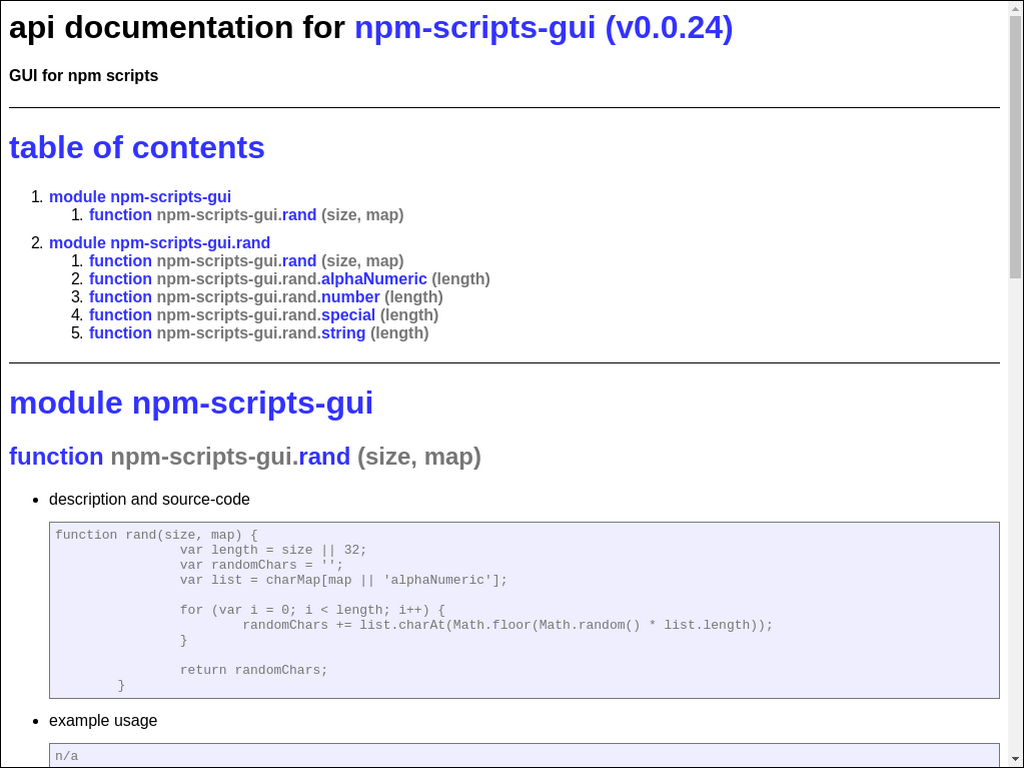 api documentation for npm-scripts-gui (v0.0.24)
GUI for npm scripts
table of contents
1. module npm-scripts-gui
1. function npm-scripts-gui.rand (size, map)
2. module npm-scripts-gui.rand
1. function npm-scripts-gui.rand (size, map)
2. function npm-scripts-gui.rand.alphaNumeric (length)
3. function npm-scripts-gui.rand.number (length)
4. function npm-scripts-gui.rand.special (length)
5. function npm-scripts-gui.rand.string (length)
module npm-scripts-gui
function npm-scripts-gui.rand (size, map)
• description and source-code
function rand(size, map) {
var length = size || 32;
var randomChars = '';
var list = charMap[map || 'alphaNumeric'];
for (var i = 0; i < length; i++) {
randomChars += list.charAt(Math.floor(Math.random() * list.length));
}
return randomChars;
}
• example usage
n/a